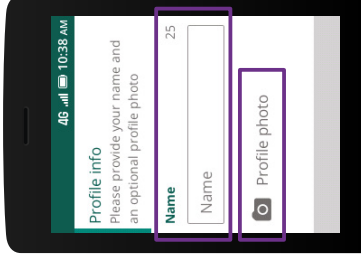 4G 10:38 AM
Profile info
Please provide your name and
an optional profile photo
Name 25
Name
Profile photo